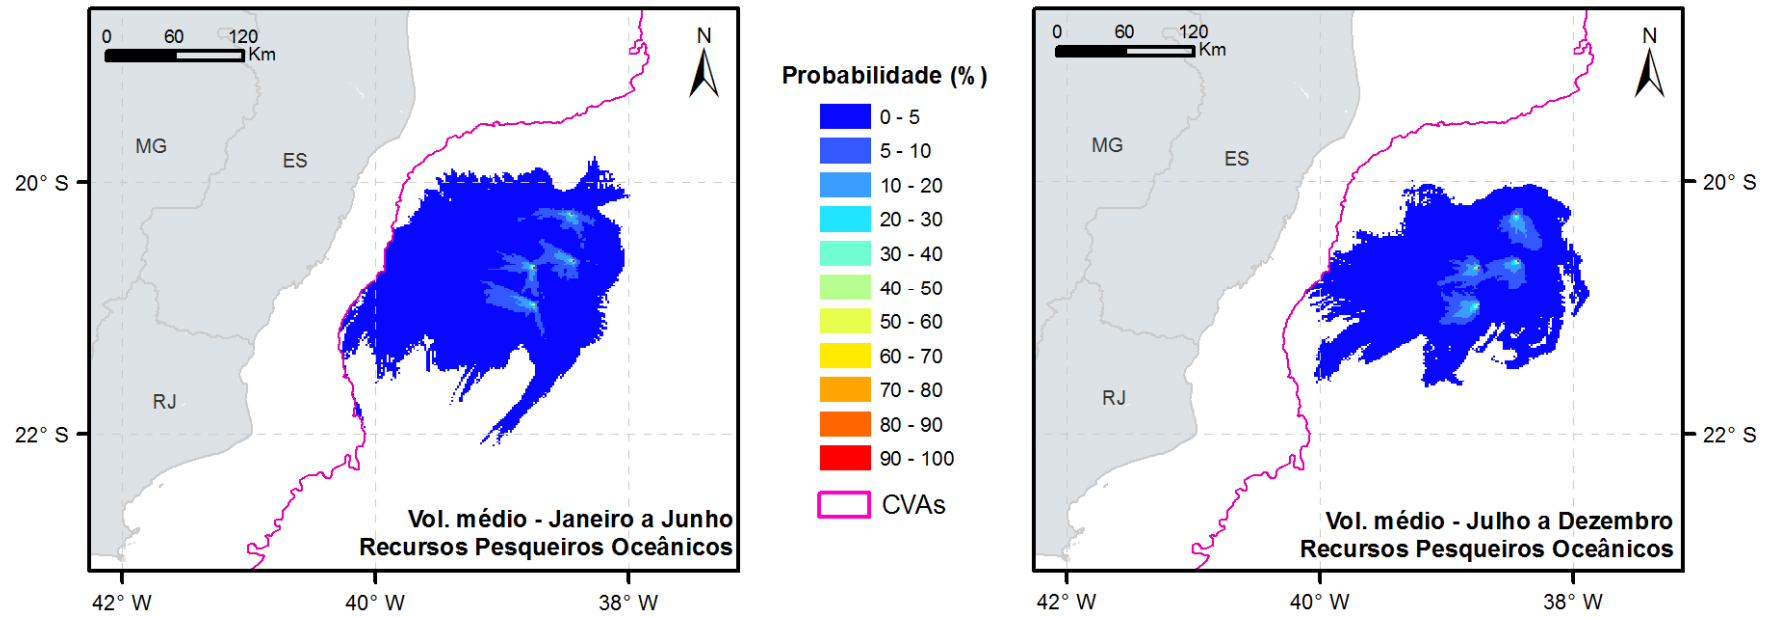 0 60 120
Km
N
MG
ES
RJ
20° S
22° S
Vol. médio - Janeiro a Junho
Recursos Pesqueiros Oceânicos
42° W 40° W 38° W
Probabilidade (%)
0 - 5
5 - 10
10 - 20
20 - 30
30 - 40
40 - 50
50 - 60
60 - 70
70 - 80
80 - 90
90 - 100
CVAs
0 60 120
Km
N
MG
ES
RJ
20° S
22° S
Vol. médio - Julho a Dezembro
Recursos Pesqueiros Oceânicos
42° W 40° W 38° W